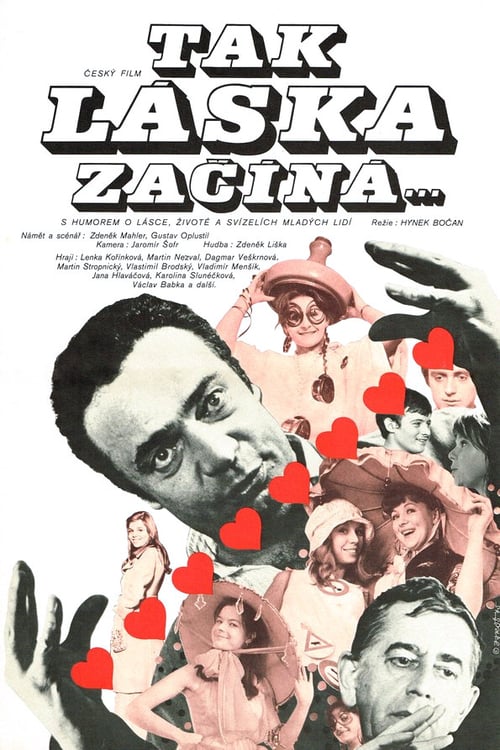 TAK
ČESKÝ FILM
LÁSKA
ZAČÍNÁ...
S HUMOREM O LÁSCE, ŽIVOTĚ A SVÍZELÍCH MLADÝCH LIDÍ
Režie: HYNEK BOČAN
Námět a scénář: Zdeněk Mahler, Gustav Oplustil
Kamera: Jaromír Šofr Hudba: Zdeněk Liška
Hrají: Lenka Kořínková, Martin Nezval, Dagmar Veškrnová,
Martin Stropnický, Vlastimil Brodský, Vladimír Menšík,
Jana Hlaváčová, Karolina Slunéčková,
Václav Babka a další.